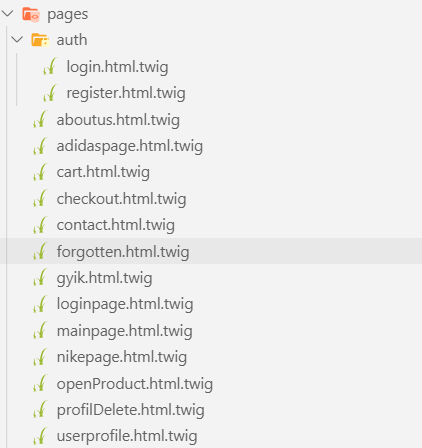 pages
auth
login.html.twig
register.html.twig
aboutus.html.twig
adidaspage.html.twig
cart.html.twig
checkout.html.twig
contact.html.twig
forgotten.html.twig
gyik.html.twig
loginpage.html.twig
mainpage.html.twig
nikepage.html.twig
openProduct.html.twig
profilDelete.html.twig
userprofile.html.twig